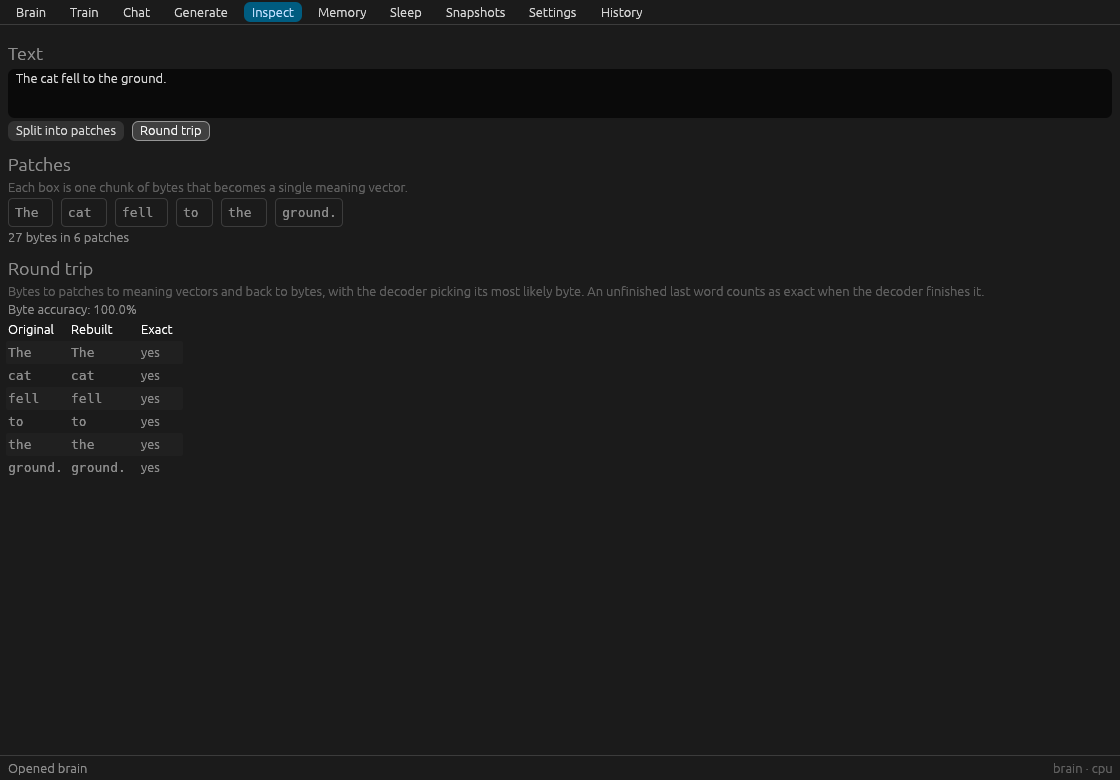 Brain Train Chat Generate Inspect Memory Sleep Snapshots Settings History
Text
The cat fell to the ground.
Split into patches Round trip
Patches
Each box is one chunk of bytes that becomes a single meaning vector.
The cat fell to the ground.
27 bytes in 6 patches
Round trip
Bytes to patches to meaning vectors and back to bytes, with the decoder picking its most likely byte. An unfinished last word counts as exact when the decoder finishes it.
Byte accuracy: 100.0%
Original Rebuilt Exact
The The yes
cat cat yes
fell fell yes
to to yes
the the yes
ground. ground. yes
Opened brain brain · cpu